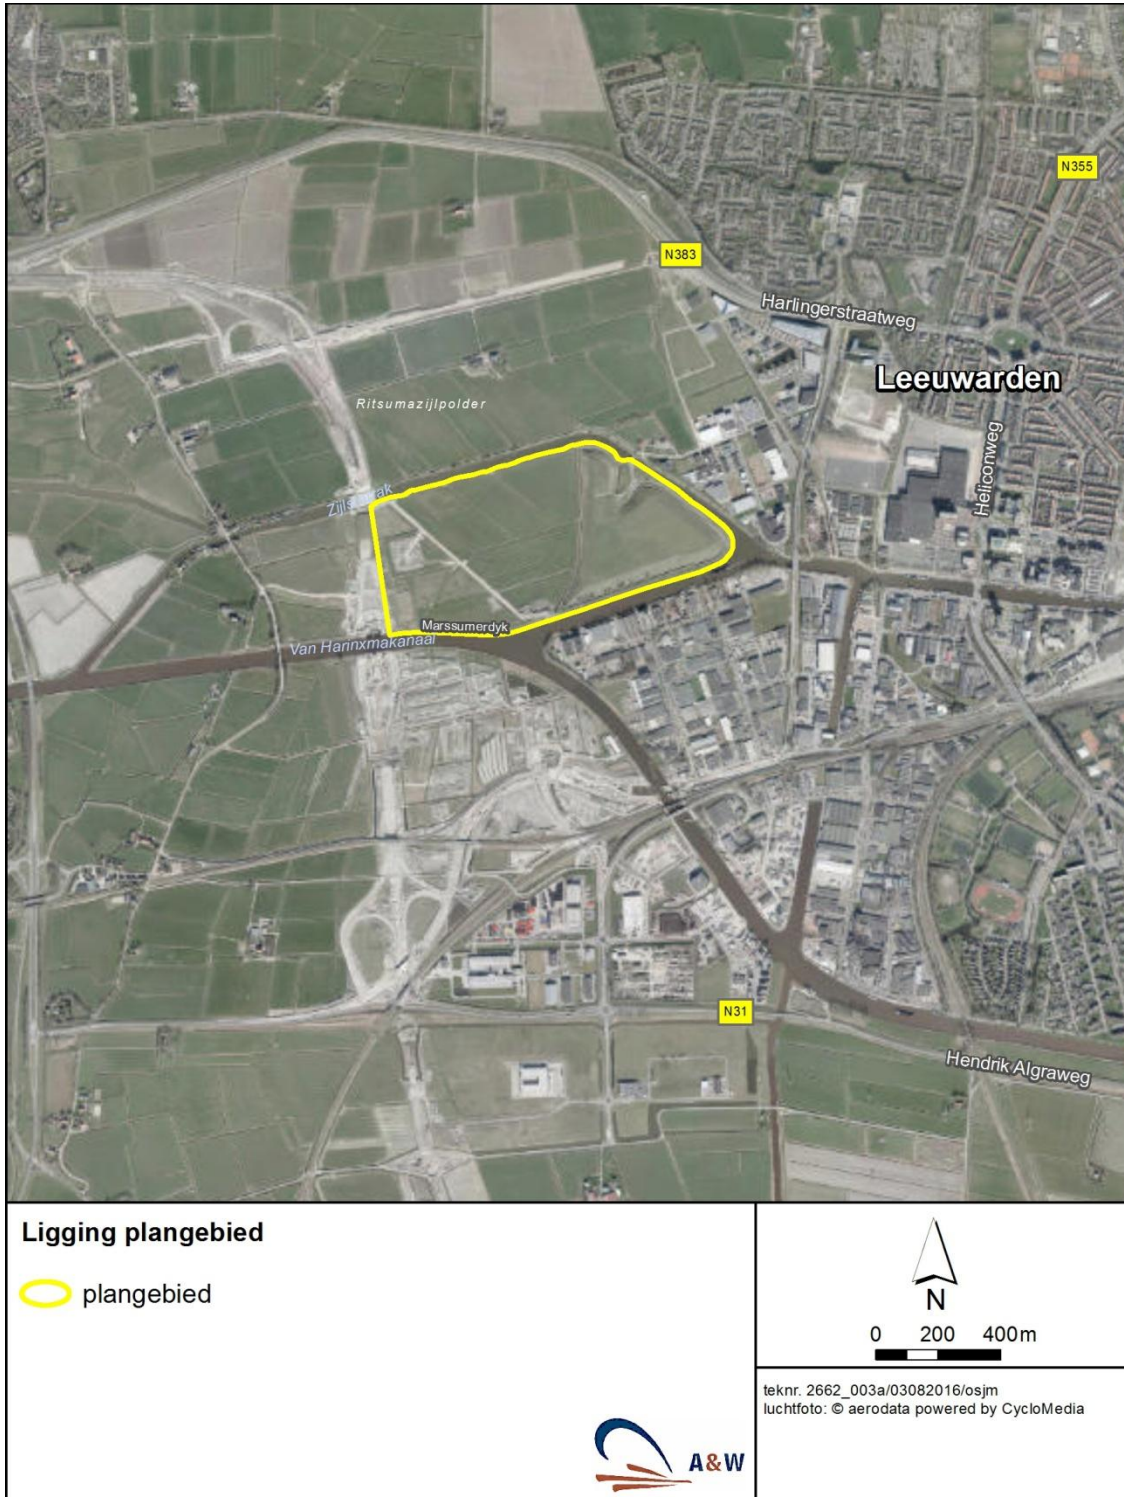 N355
N383
Harlingerstraatweg
Leeuwarden
Ritsumazijlpolder
Heliconweg
Marssumerdyk
Van Harinxmakanaal
N31
Hendrik Algraweg
Ligging plangebied
plangebied
N
0 200 400m
teknr. 2662_003a/03082016/osjm
luchtfoto: © aerodata powered by CycloMedia
A&W